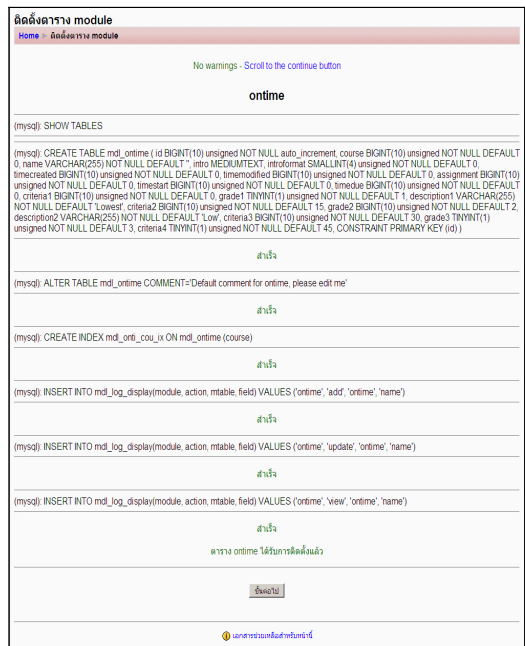 ติดตั้งตาราง module
Home ► ติดตั้งตาราง module
No warnings - Scroll to the continue button
ontime
(mysql): SHOW TABLES
(mysql): CREATE TABLE mdl_ontime ( id BIGINT(10) unsigned NOT NULL auto_increment, course BIGINT(10) unsigned NOT NULL DEFAULT
0, name VARCHAR(255) NOT NULL DEFAULT '', intro MEDIUMTEXT, introformat SMALLINT(4) unsigned NOT NULL DEFAULT 0,
timecreated BIGINT(10) unsigned NOT NULL DEFAULT 0, timemodified BIGINT(10) unsigned NOT NULL DEFAULT 0, assignment BIGINT(10)
unsigned NOT NULL DEFAULT 0, timestart BIGINT(10) unsigned NOT NULL DEFAULT 0, timedue BIGINT(10) unsigned NOT NULL DEFAULT
0, criteria1 BIGINT(10) unsigned NOT NULL DEFAULT 0, grade1 TINYINT(1) unsigned NOT NULL DEFAULT 1, description1 VARCHAR(255)
NOT NULL DEFAULT 'Lowest', criteria2 BIGINT(10) unsigned NOT NULL DEFAULT 15, grade2 BIGINT(10) unsigned NOT NULL DEFAULT 2,
description2 VARCHAR(255) NOT NULL DEFAULT 'Low', criteria3 BIGINT(10) unsigned NOT NULL DEFAULT 30, grade3 TINYINT(1)
unsigned NOT NULL DEFAULT 3, criteria4 TINYINT(1) unsigned NOT NULL DEFAULT 45, CONSTRAINT PRIMARY KEY (id) )
สำเร็จ
(mysql): ALTER TABLE mdl_ontime COMMENT='Default comment for ontime, please edit me'
สำเร็จ
(mysql): CREATE INDEX mdl_onti_cou_ix ON mdl_ontime (course)
สำเร็จ
(mysql): INSERT INTO mdl_log_display(module, action, mtable, field) VALUES ('ontime', 'add', 'ontime', 'name')
สำเร็จ
(mysql): INSERT INTO mdl_log_display(module, action, mtable, field) VALUES ('ontime', 'update', 'ontime', 'name')
สำเร็จ
(mysql): INSERT INTO mdl_log_display(module, action, mtable, field) VALUES ('ontime', 'view', 'ontime', 'name')
สำเร็จ
ตาราง ontime ได้รับการติดตั้งแล้ว
ขั้นต่อไป
เอกสารช่วยเหลือสำหรับหน้านี้